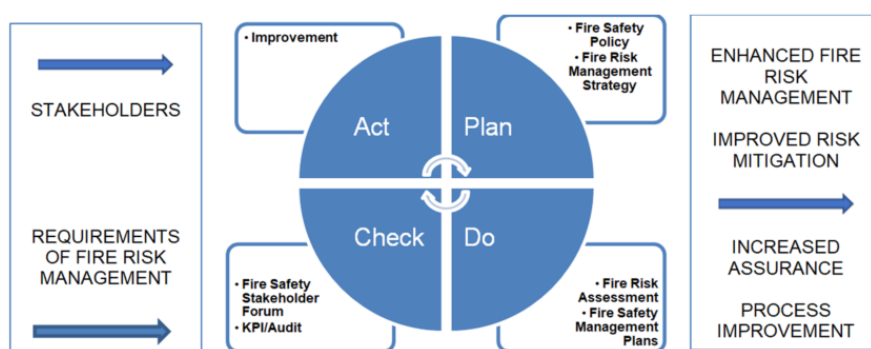 STAKEHOLDERS
REQUIREMENTS
OF FIRE RISK
MANAGEMENT
• Improvement
• Fire Safety
Policy
• Fire Risk
Management
Strategy
Act
Plan
Check
Do
• Fire Safety
Stakeholder
Forum
• KPI/Audit
• Fire Risk
Assessment
• Fire Safety
Management
Plans
ENHANCED FIRE
RISK
MANAGEMENT
IMPROVED RISK
MITIGATION
INCREASED
ASSURANCE
PROCESS
IMPROVEMENT